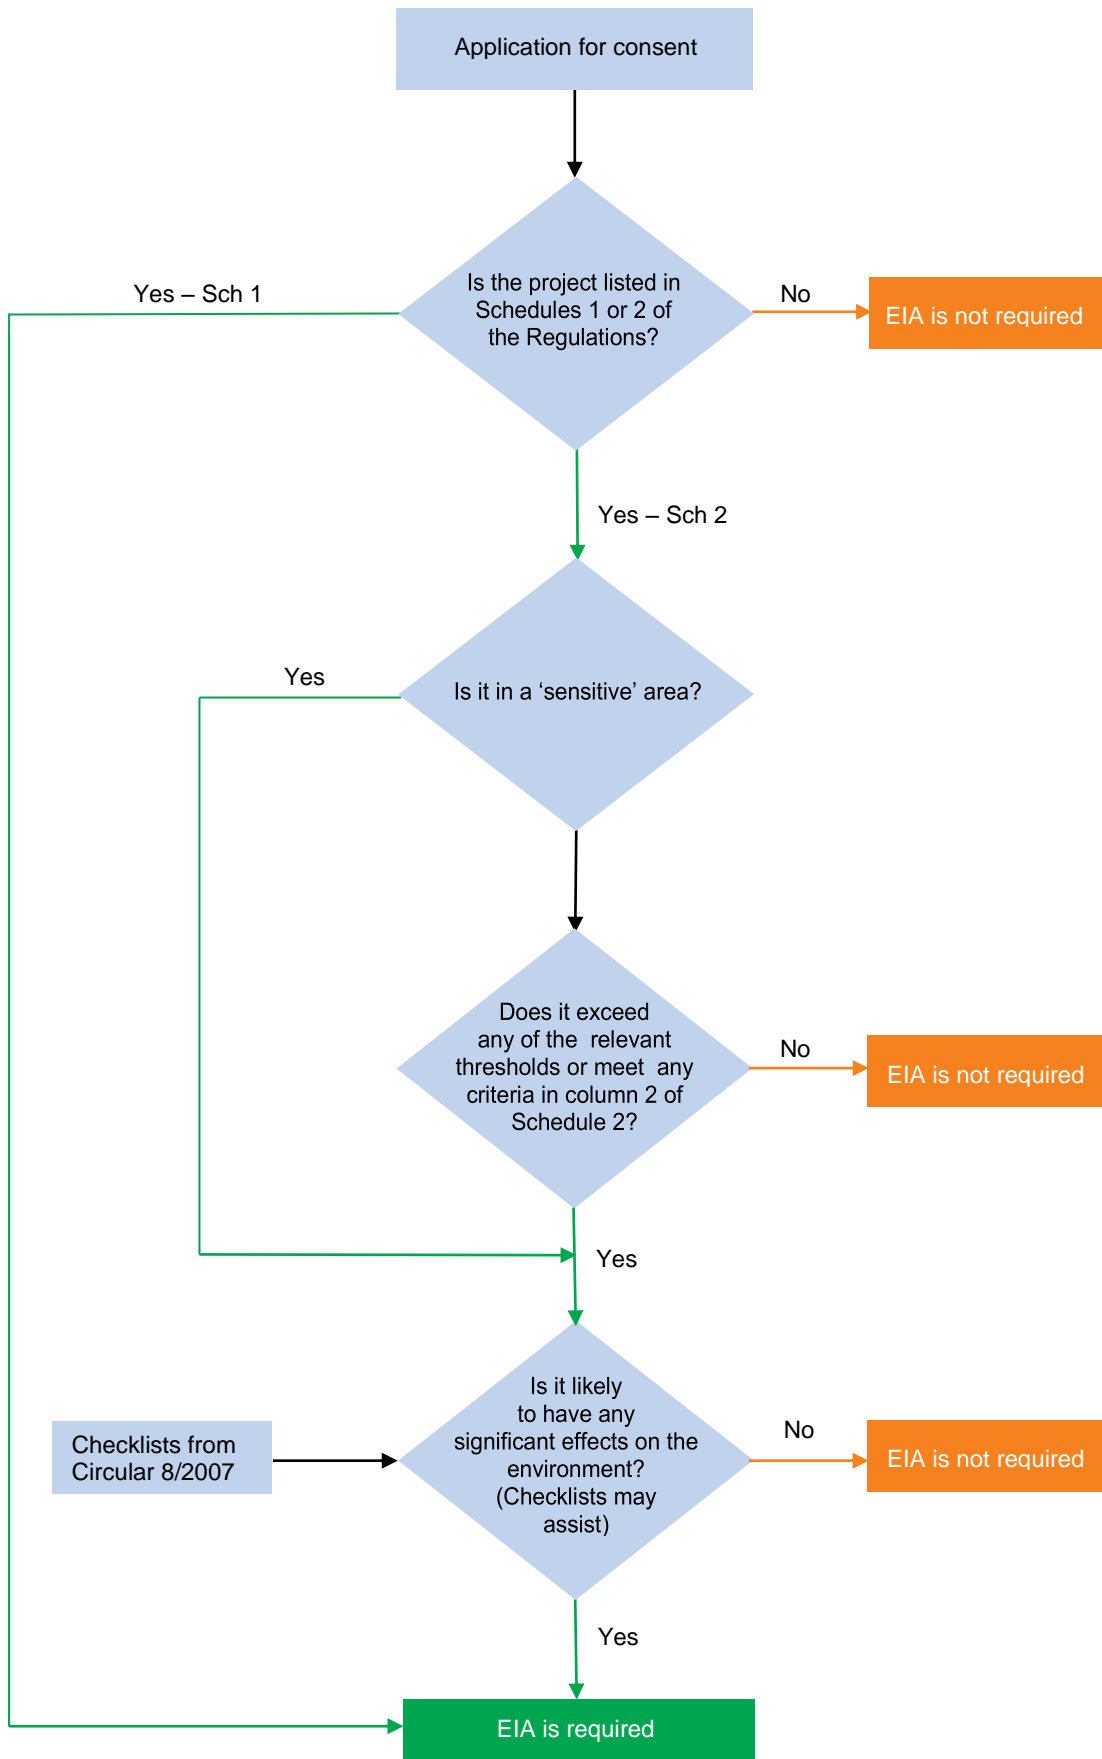 Application for consent
Is the project listed in
Schedules 1 or 2 of
the Regulations?
Yes – Sch 1
No
EIA is not required
Yes – Sch 2
Is it in a ‘sensitive’ area?
Yes
Does it exceed
any of the relevant
thresholds or meet any
criteria in column 2 of
Schedule 2?
No
EIA is not required
Yes
Is it likely
to have any
significant effects on the
environment?
(Checklists may
assist)
Checklists from
Circular 8/2007
No
EIA is not required
Yes
EIA is required